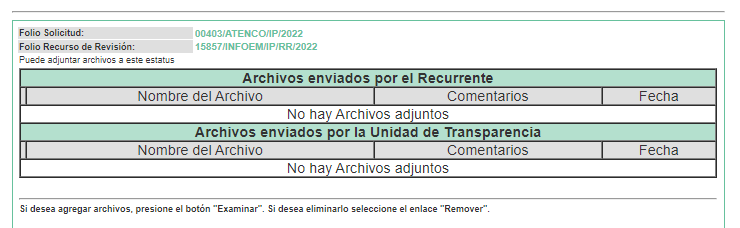 Folio Solicitud: 00403/ATENCO/IP/2022
Folio Recurso de Revisión: 15857/INFOEM/IP/RR/2022
Puede adjuntar archivos a este estatus
Archivos enviados por el Recurrente
Nombre del Archivo Comentarios Fecha
No hay Archivos adjuntos
Archivos enviados por la Unidad de Transparencia
Nombre del Archivo Comentarios Fecha
No hay Archivos adjuntos
Si desea agregar archivos, presione el botón "Examinar". Si desea eliminarlo seleccione el enlace "Remover".